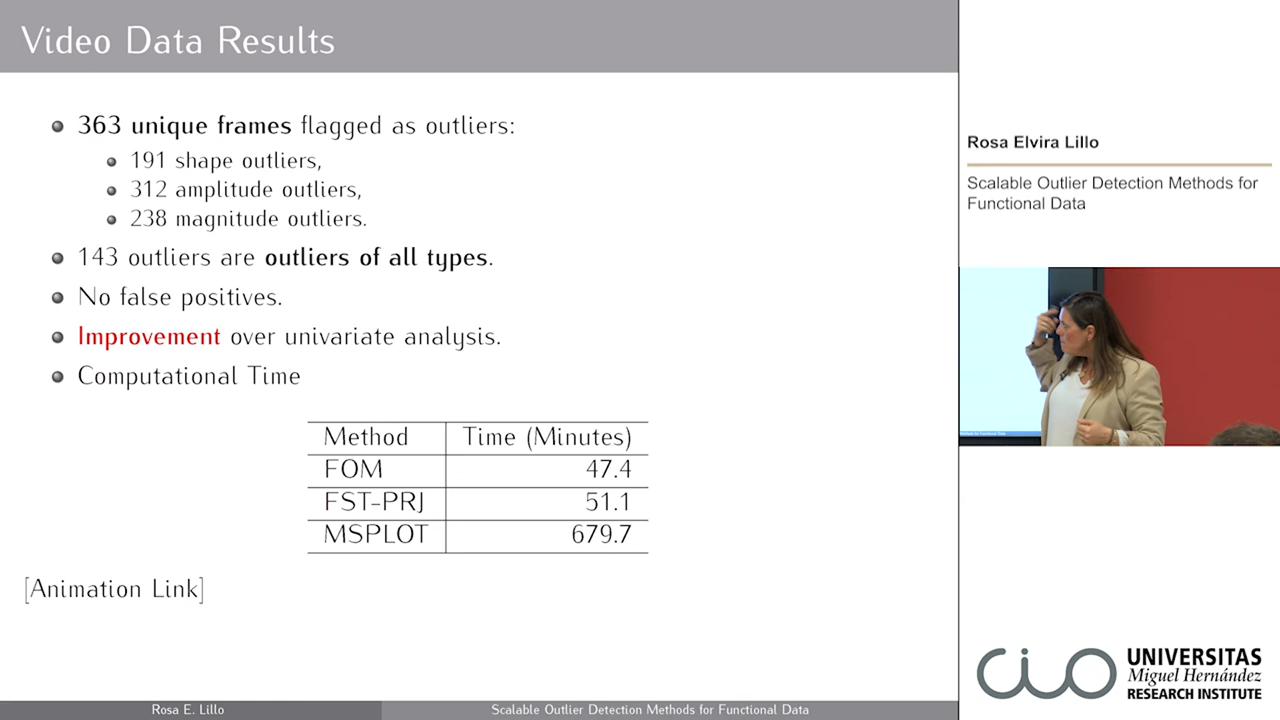 Video Data Results
363 unique frames flagged as outliers:
191 shape outliers,
312 amplitude outliers,
238 magnitude outliers.
143 outliers are outliers of all types.
No false positives.
Improvement over univariate analysis.
Computational Time
Method Time (Minutes)
FOM 47.4
FST-PRJ 51.1
MSPLOT 679.7
[Animation Link]
Rosa E. Lillo Scalable Outlier Detection Methods for Functional Data
Rosa Elvira Lillo
Scalable Outlier Detection Methods for
Functional Data
cio
UNIVERSITAS
Miguel Hernández
RESEARCH INSTITUTE